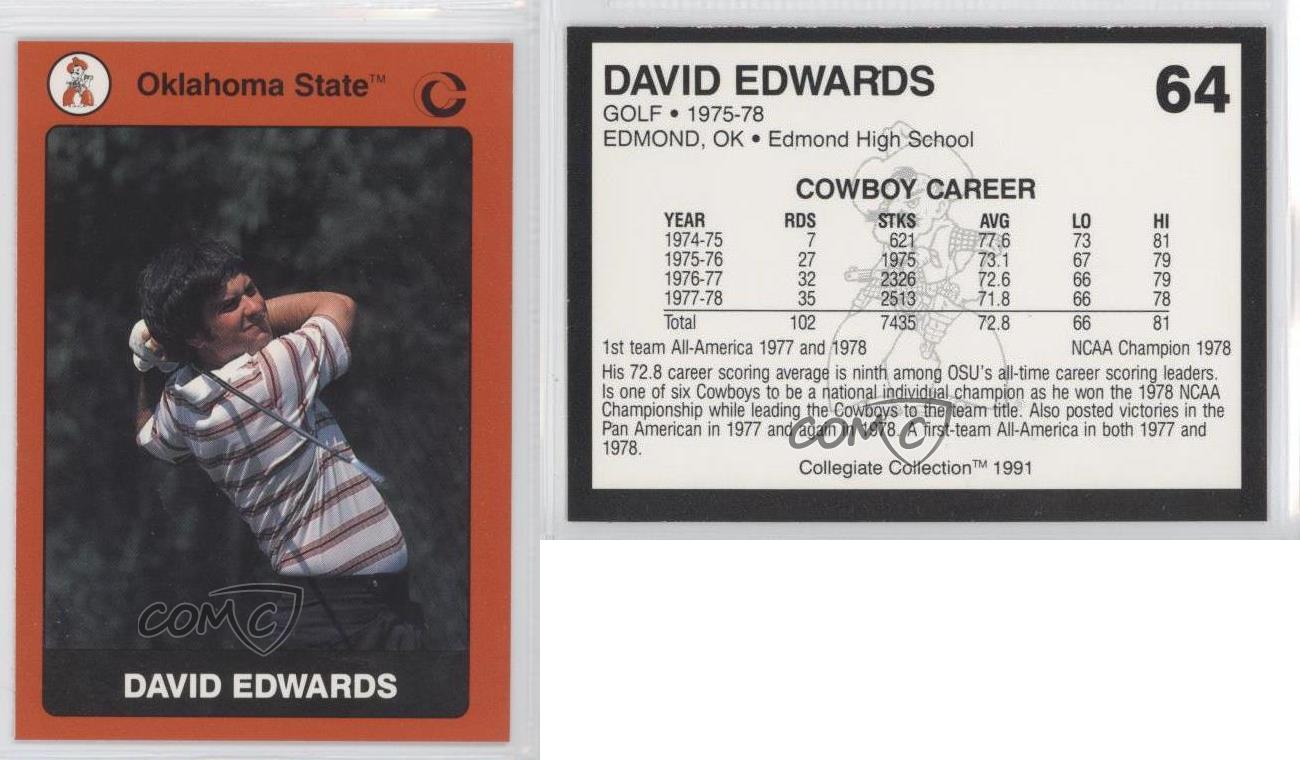 Oklahoma State™
COMC
DAVID EDWARDS
DAVID EDWARDS 64
GOLF • 1975-78
EDMOND, OK • Edmond High School
COWBOY CAREER
YEAR RDS STKS AVG LO HI
1974-75 7 621 77.6 73 81
1975-76 27 1975 73.1 67 79
1976-77 32 2326 72.6 66 79
1977-78 35 2513 71.8 66 78
Total 102 7435 72.8 66 81
1st team All-America 1977 and 1978 NCAA Champion 1978
His 72.8 career scoring average is ninth among OSU's all-time career scoring leaders.
Is one of six Cowboys to be a national individual champion as he won the 1978 NCAA
Championship while leading the Cowboys to the team title. Also posted victories in the
Pan American in 1977 and again in 1978. A first-team All-America in both 1977 and
1978.
COMC
Collegiate Collection™ 1991